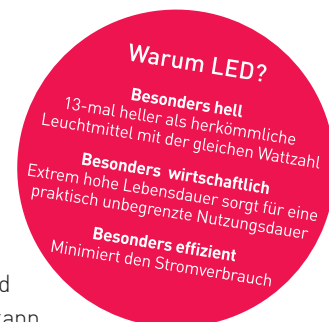 Warum LED?
Besonders hell
13-mal heller als herkömmliche
Leuchtmittel mit der gleichen Wattzahl
Besonders wirtschaftlich
Extrem hohe Lebensdauer sorgt für eine
praktisch unbegrenzte Nutzungsdauer
Besonders effizient
Minimiert den Stromverbrauch